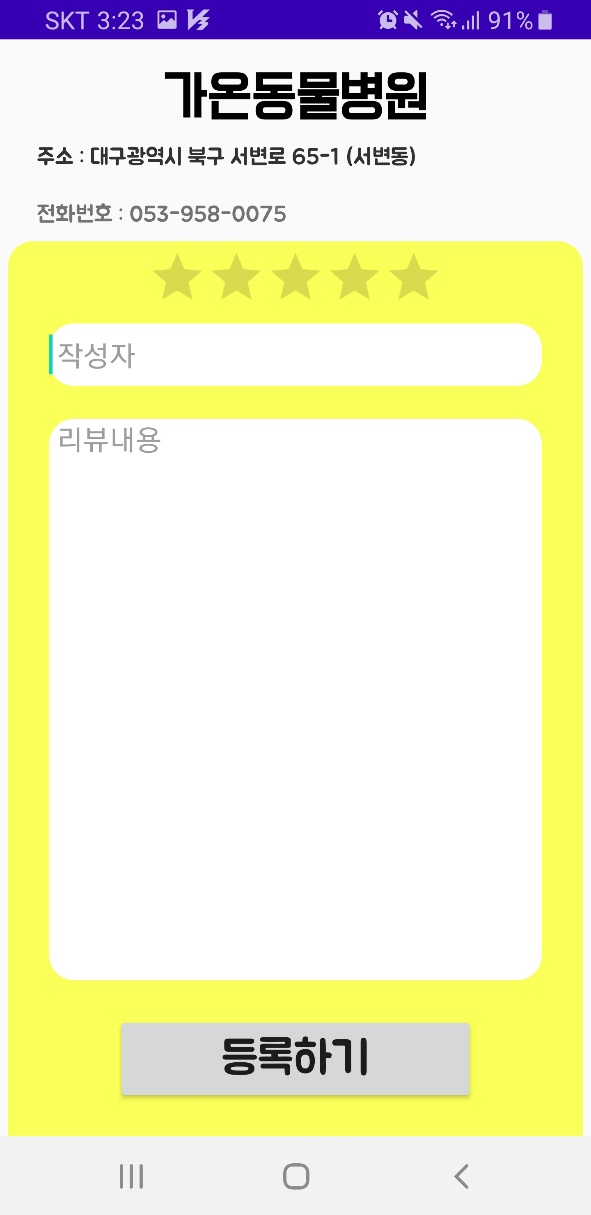 SKT 3:23 91%
가온동물병원
주소 : 대구광역시 북구 서변로 65-1 (서변동)
전화번호 : 053-958-0075
작성자
리뷰내용
등록하기